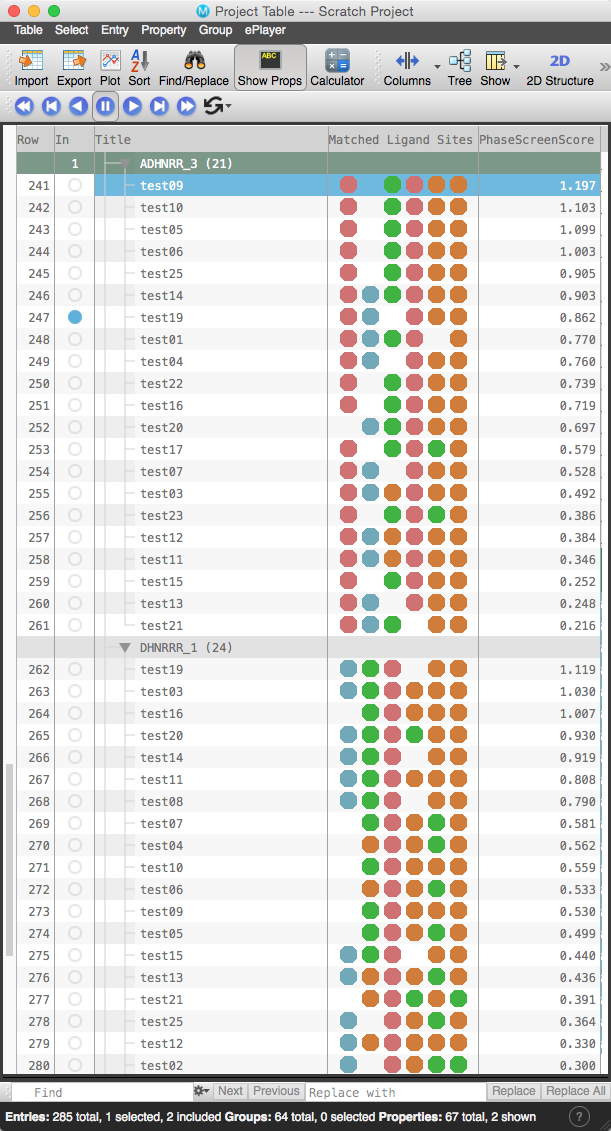 Project Table --- Scratch Project
Table Select Entry Property Group ePlayer
ABC
A Z
2D
Import Export Plot Sort Find/Replace Show Props Calculator Columns Tree Show 2D Structure »
Row In Title Matched Ligand Sites PhaseScreenScore
1 ADHNRR_3 (21)
241 test09 1.197
242 test10 1.103
243 test05 1.099
244 test06 1.003
245 test25 0.905
246 test14 0.903
247 test19 0.862
248 test01 0.770
249 test04 0.760
250 test22 0.739
251 test16 0.719
252 test20 0.697
253 test17 0.579
254 test07 0.528
255 test03 0.492
256 test23 0.386
257 test12 0.384
258 test11 0.346
259 test15 0.252
260 test13 0.248
261 test21 0.216
DHNRRR_1 (24)
262 test19 1.119
263 test03 1.030
264 test16 1.007
265 test20 0.930
266 test14 0.919
267 test11 0.808
268 test08 0.790
269 test07 0.581
270 test04 0.562
271 test10 0.559
272 test06 0.533
273 test09 0.530
274 test05 0.499
275 test15 0.440
276 test13 0.436
277 test21 0.391
278 test25 0.364
279 test12 0.330
280 test02 0.300
Find Next Previous Replace with Replace Replace All
Entries: 285 total, 1 selected, 2 included Groups: 64 total, 0 selected Properties: 67 total, 2 shown ?